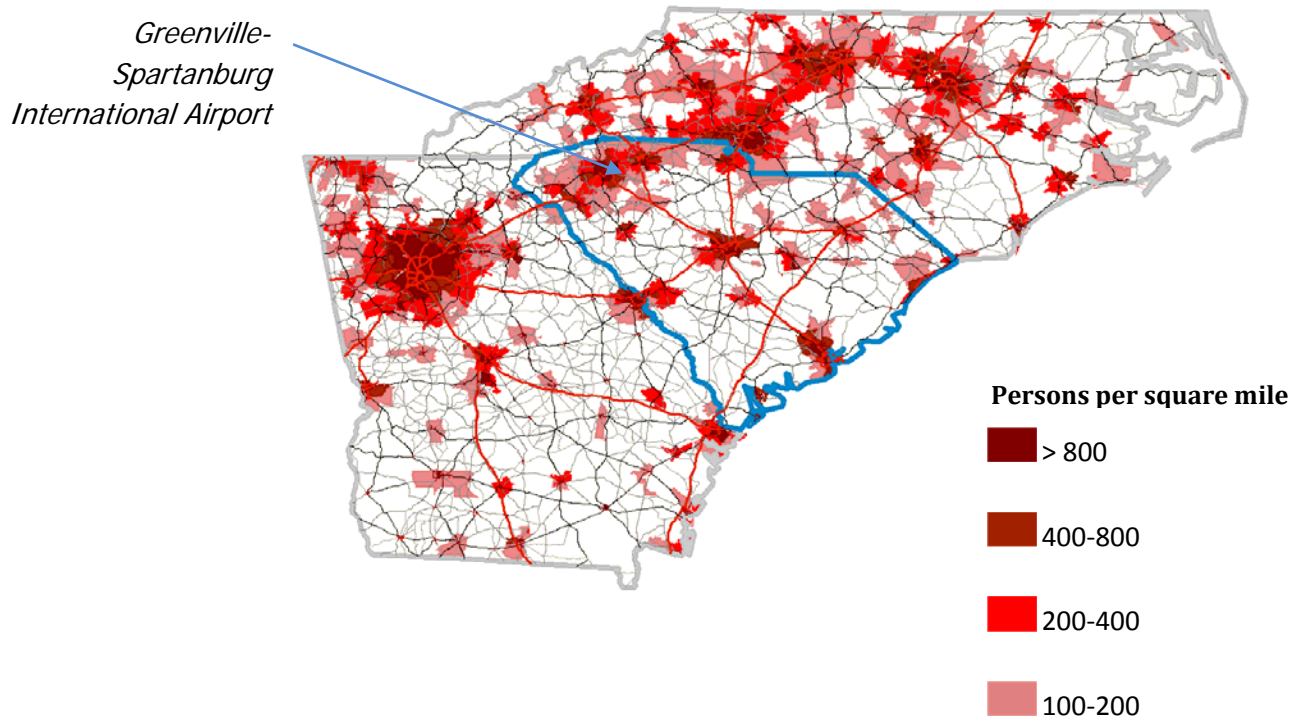 Greenville-
Spartanburg
International Airport
Persons per square mile
> 800
400-800
200-400
100-200